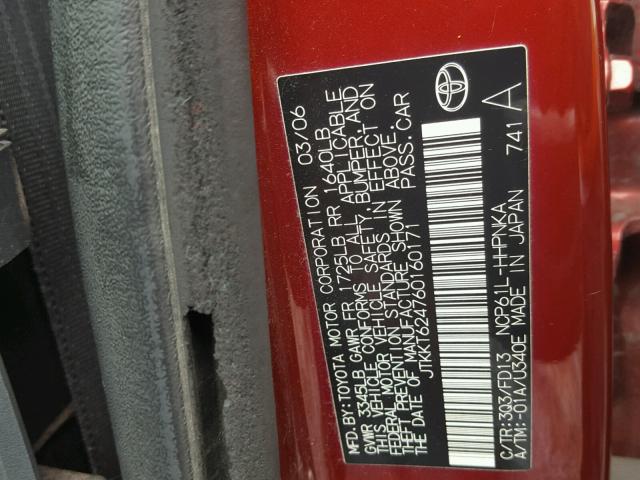 MFD.BY:TOYOTA MOTOR CORPORATION 03/06
GVWR 3345LB GAWR FR 1725LB RR 1640LB
THIS VEHICLE CONFORMS TO ALL APPLICABLE
FEDERAL MOTOR VEHICLE SAFETY, BUMPER, AND
THEFT PREVENTION STANDARDS IN EFFECT ON
THE DATE OF MANUFACTURE SHOWN ABOVE.
JTKKT624760160171 PASS.CAR
C/TR:3Q3/FD13 NCP61L-HHPNKA
A/TM:-01A/U340E MADE IN JAPAN 741 A